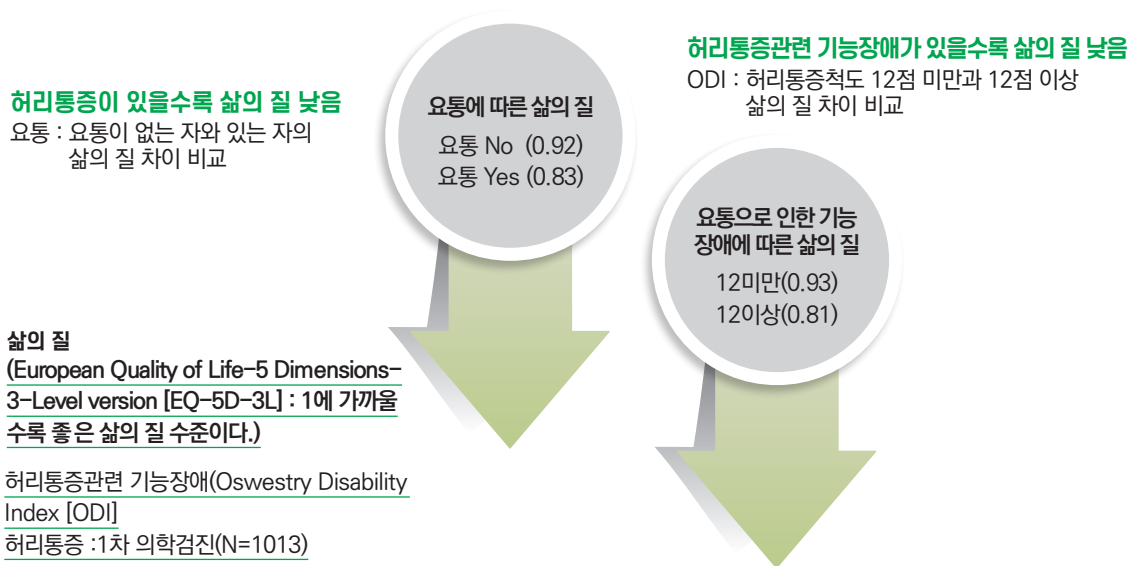 허리통증이 있을수록 삶의 질 낮음
요통 : 요통이 없는 자와 있는 자의
삶의 질 차이 비교
요통에 따른 삶의 질
요통 No (0.92)
요통 Yes (0.83)
허리통증관련 기능장애가 있을수록 삶의 질 낮음
ODI : 허리통증척도 12점 미만과 12점 이상
삶의 질 차이 비교
요통으로 인한 기능
장애에 따른 삶의 질
12미만(0.93)
12이상(0.81)
삶의 질
(European Quality of Life-5 Dimensions-
3-Level version [EQ-5D-3L] : 1에 가까울
수록 좋은 삶의 질 수준이다.)
허리통증관련 기능장애(Oswestry Disability
Index [ODI]
허리통증 :1차 의학검진(N=1013)